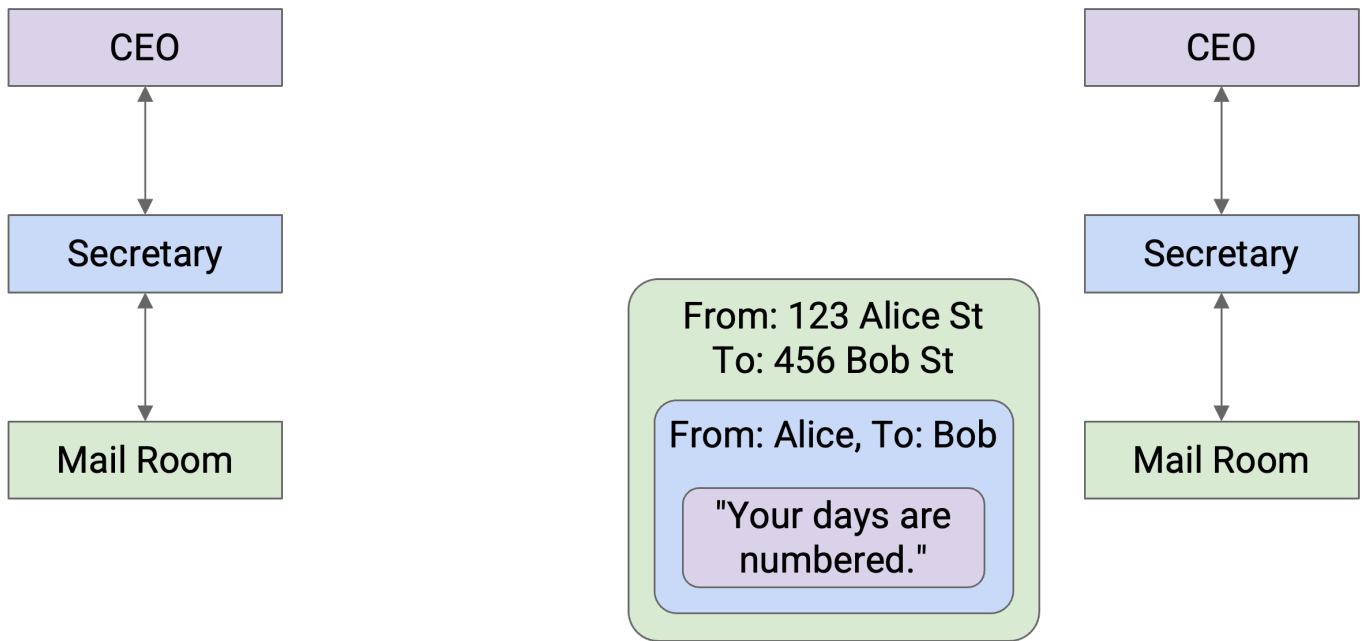 CEO
CEO
Secretary
Secretary
From: 123 Alice St
To: 456 Bob St
From: Alice, To: Bob
Mail Room
Mail Room
"Your days are
numbered."